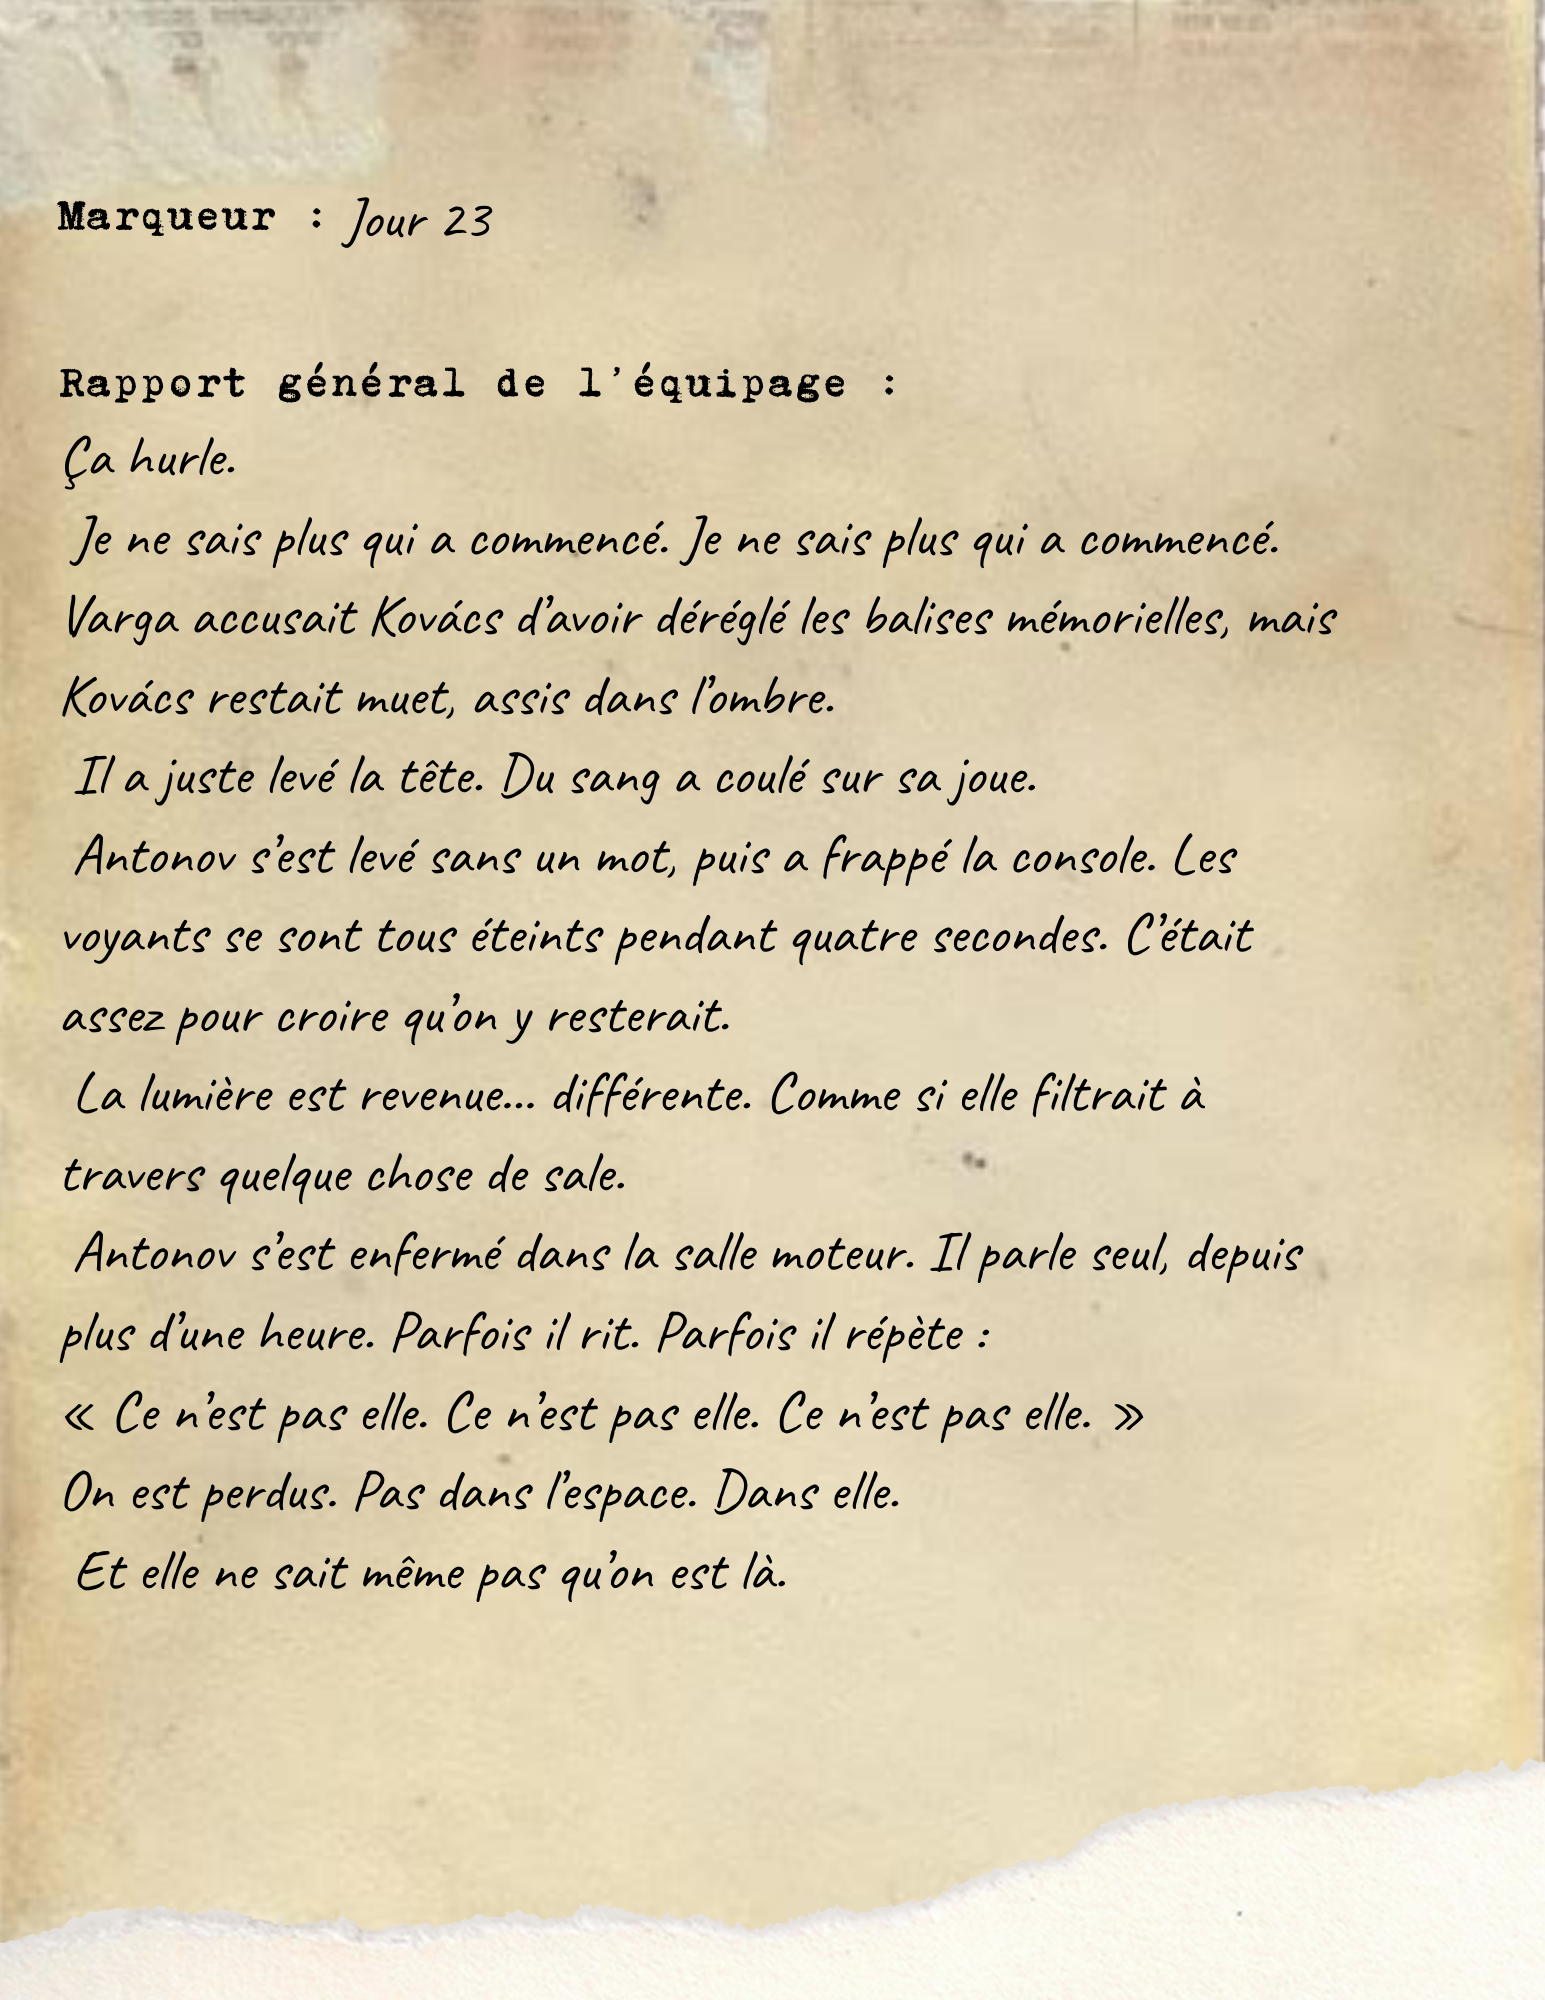 Marqueur : Jour 23
Rapport général de l'équipage :
Ça hurle.
Je ne sais plus qui a commencé. Je ne sais plus qui a commencé.
Varga accusait Kovács d’avoir déréglé les balises mémorielles, mais
Kovács restait muet, assis dans l’ombre.
Il a juste levé la tête. Du sang a coulé sur sa joue.
Antonov s’est levé sans un mot, puis a frappé la console. Les
voyants se sont tous éteints pendant quatre secondes. C’était
assez pour croire qu’on y resterait.
La lumière est revenue... différente. Comme si elle filtrait à
travers quelque chose de sale.
Antonov s’est enfermé dans la salle moteur. Il parle seul, depuis
plus d’une heure. Parfois il rit. Parfois il répète :
« Ce n’est pas elle. Ce n’est pas elle. Ce n’est pas elle. »
On est perdus. Pas dans l’espace. Dans elle.
Et elle ne sait même pas qu’on est là.